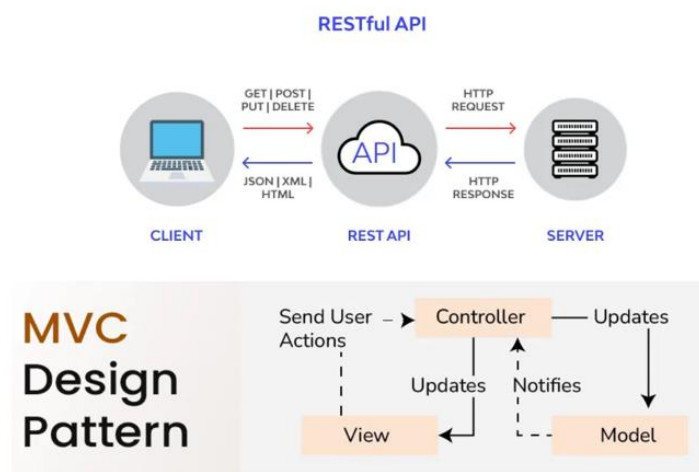 RESTful API
GET | POST |
PUT | DELETE
HTTP
REQUEST
API
JSON | XML |
HTML
HTTP
RESPONSE
CLIENT
REST API
SERVER
MVC
Design
Pattern
Send User
Actions
Controller
Updates
Updates
Notifies
View
Model